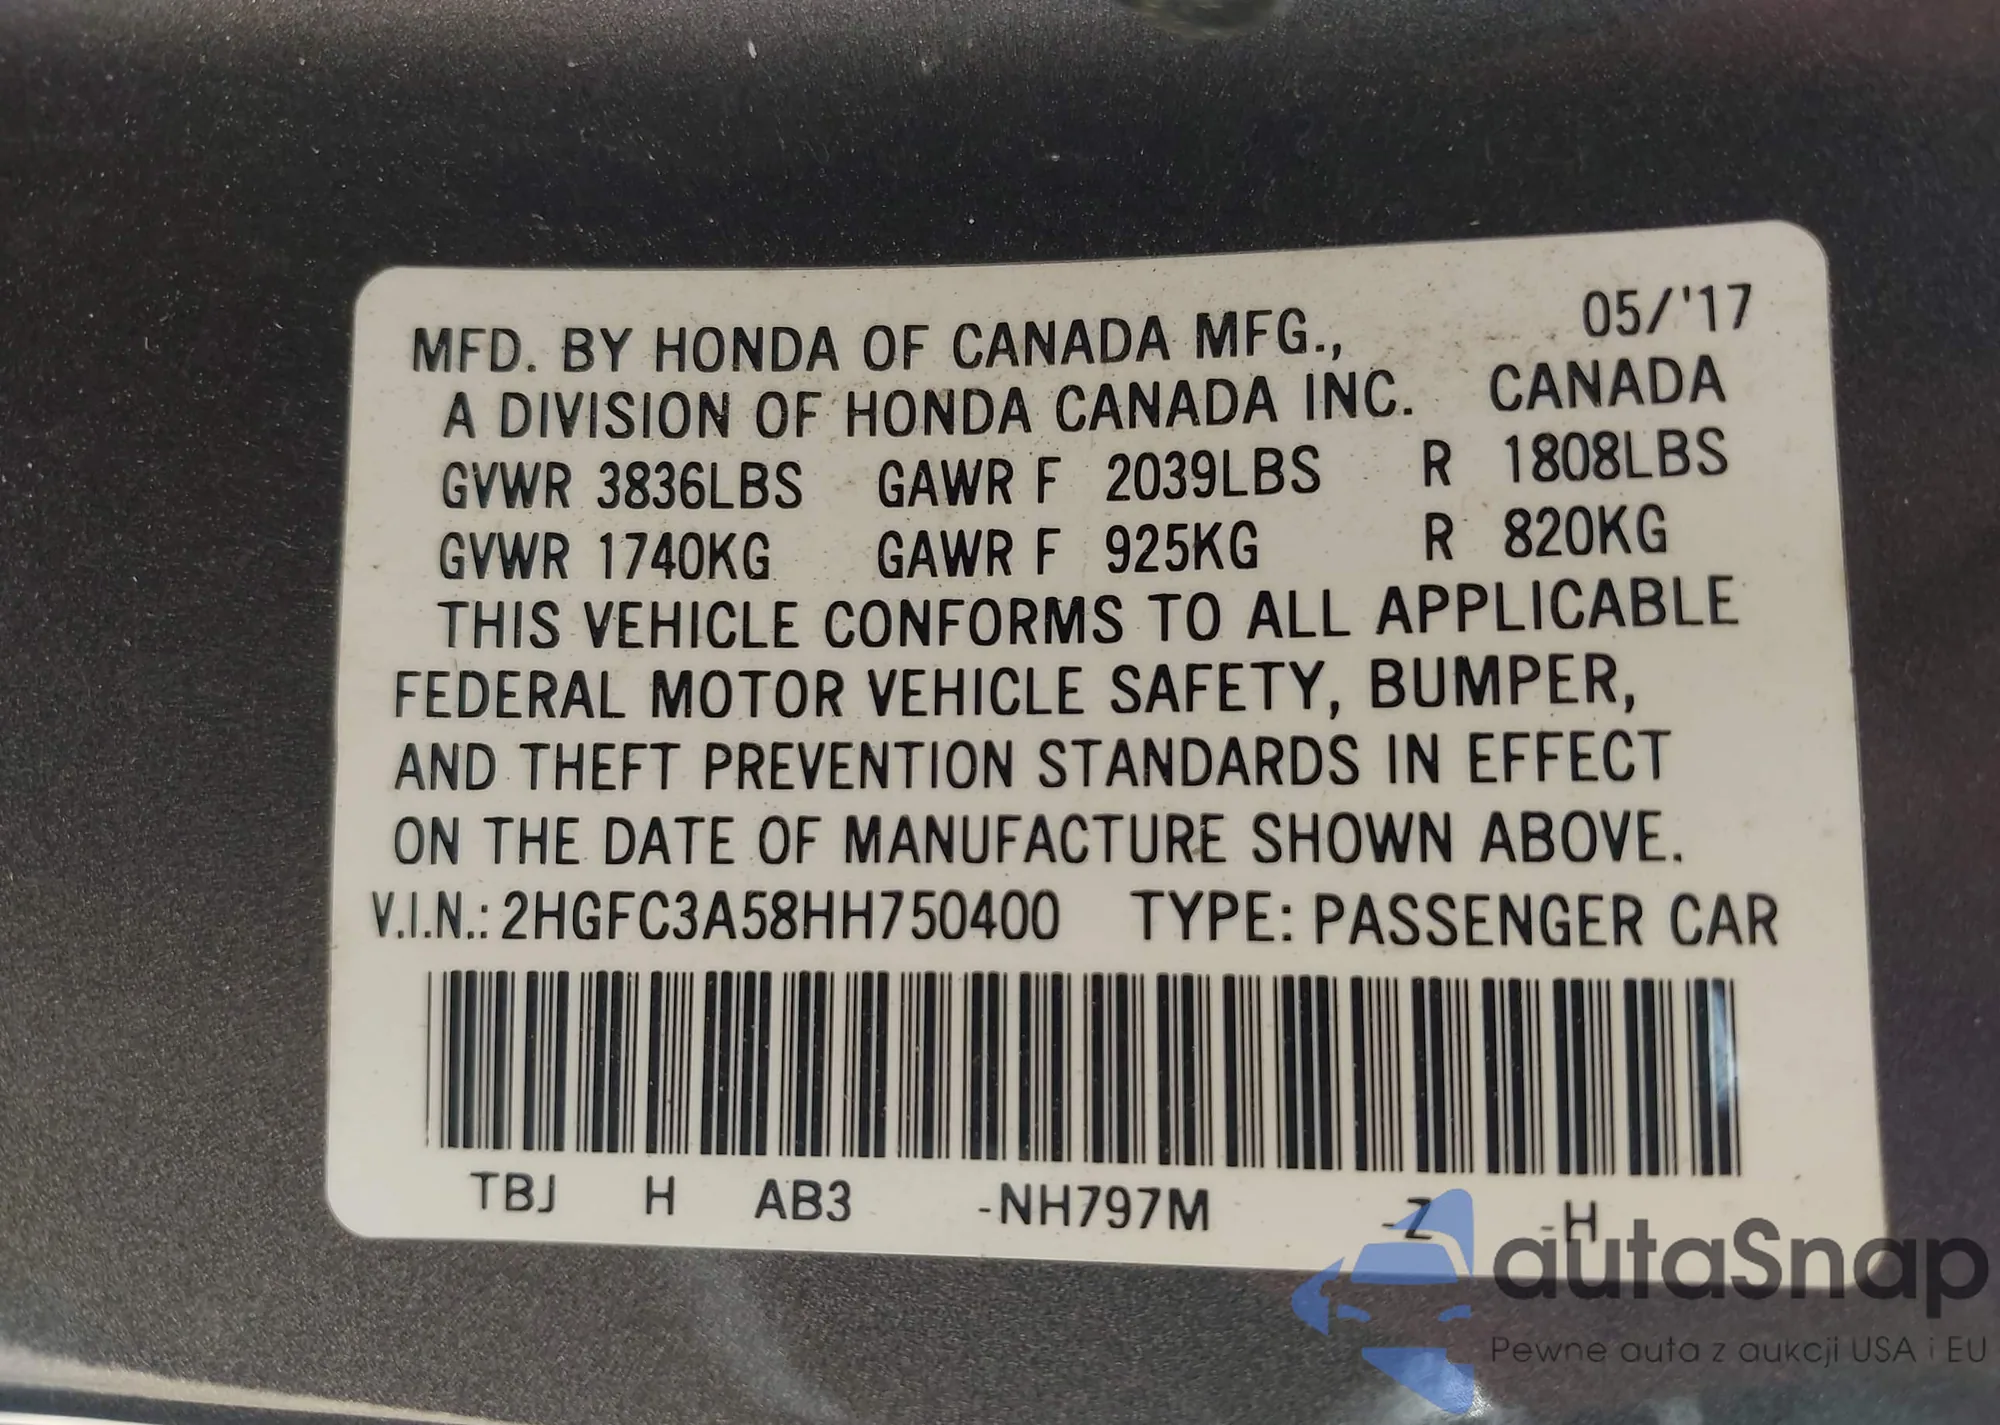 05/'17
MFD. BY HONDA OF CANADA MFG.,
A DIVISION OF HONDA CANADA INC. CANADA
GVWR 3836LBS GAWR F 2039LBS R 1808LBS
GVWR 1740KG GAWR F 925KG R 820KG
THIS VEHICLE CONFORMS TO ALL APPLICABLE
FEDERAL MOTOR VEHICLE SAFETY, BUMPER,
AND THEFT PREVENTION STANDARDS IN EFFECT
ON THE DATE OF MANUFACTURE SHOWN ABOVE.
V.I.N.: 2HGFC3A58HH750400 TYPE: PASSENGER CAR
TBJ H AB3 -NH797M -Z -H
autaSnap
Pewne auta z aukcji USA i EU